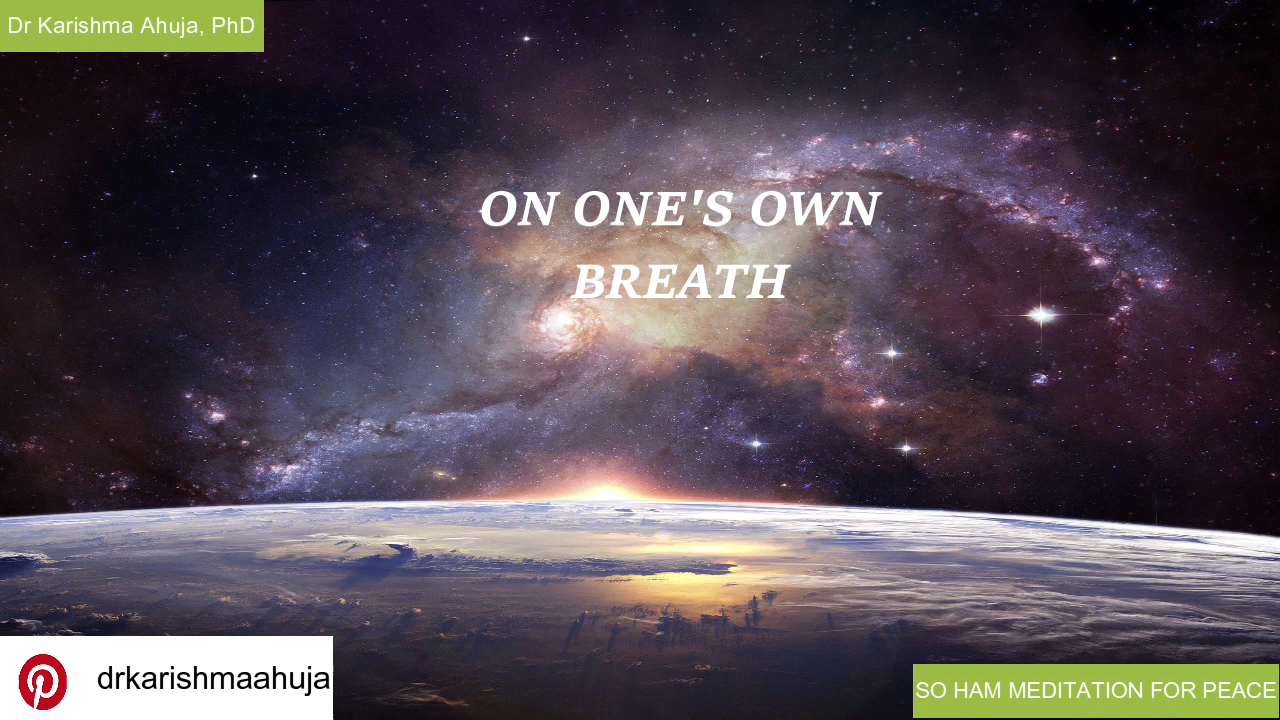 Dr Karishma Ahuja, PhD
ON ONE'S OWN
BREATH
drkarishmaahuja
SO HAM MEDITATION FOR PEACE